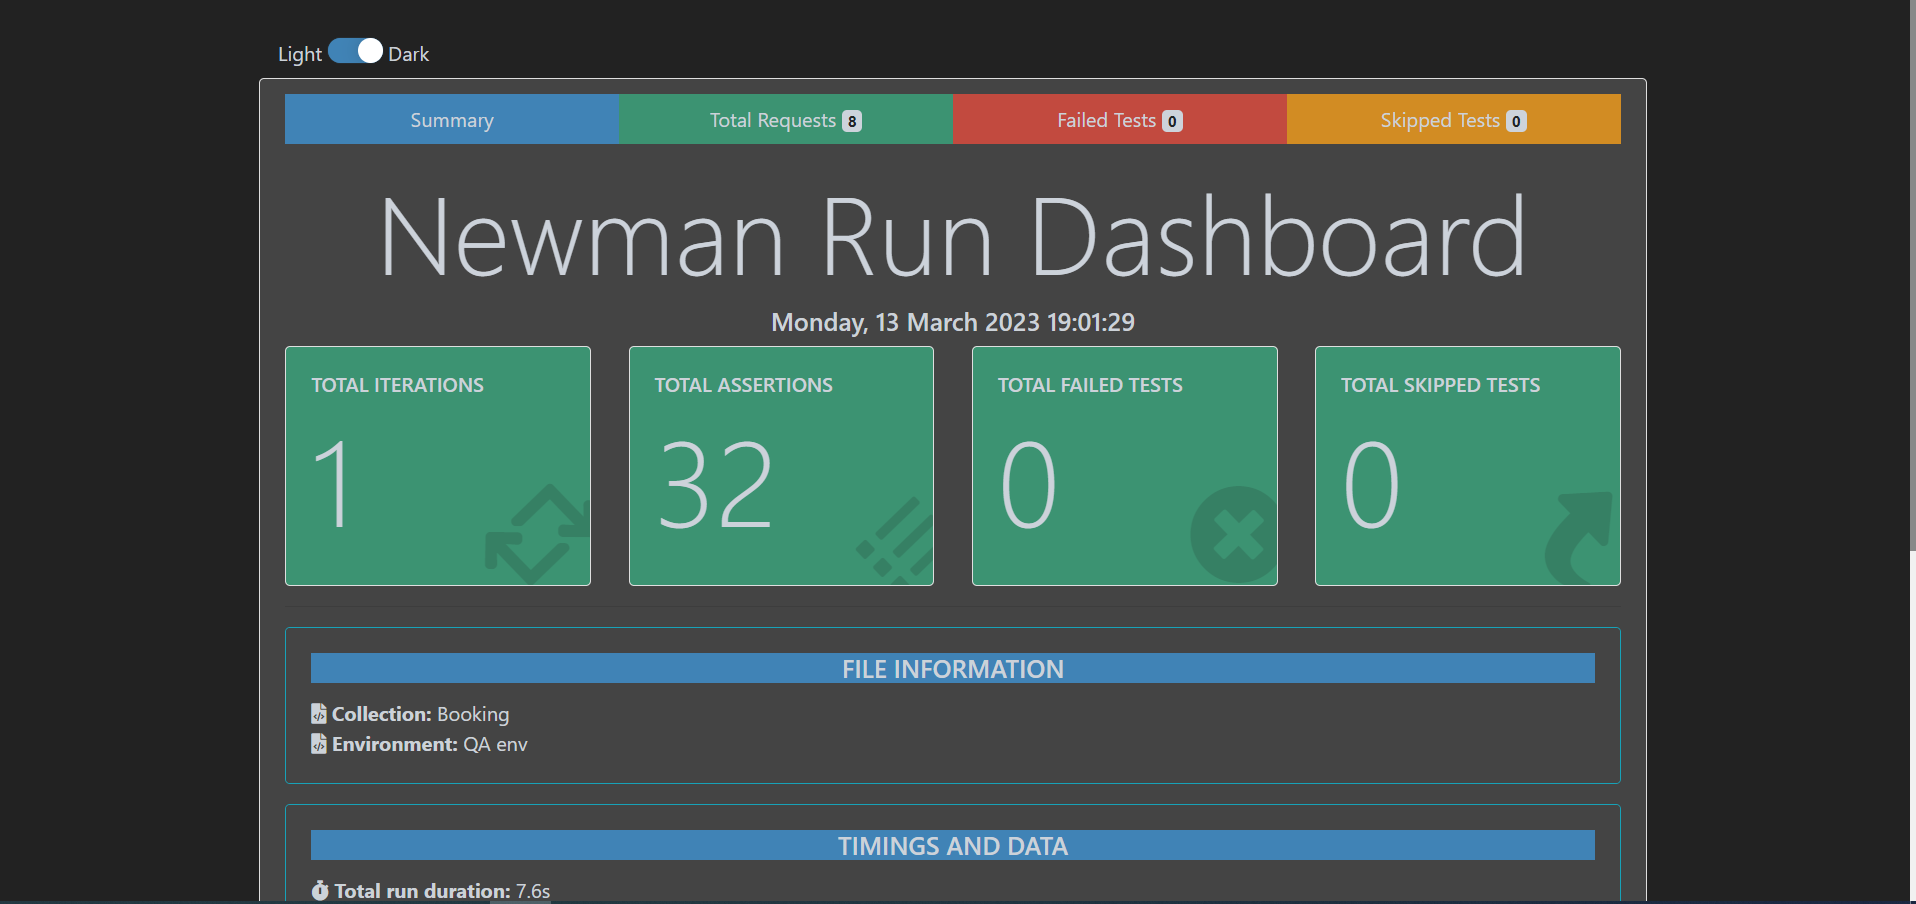 Light Dark
Summary Total Requests 8 Failed Tests 0 Skipped Tests 0
Newman Run Dashboard
Monday, 13 March 2023 19:01:29
TOTAL ITERATIONS
1
TOTAL ASSERTIONS
32
TOTAL FAILED TESTS
0
TOTAL SKIPPED TESTS
0
FILE INFORMATION
Collection: Booking
Environment: QA env
TIMINGS AND DATA
Total run duration: 7.6s